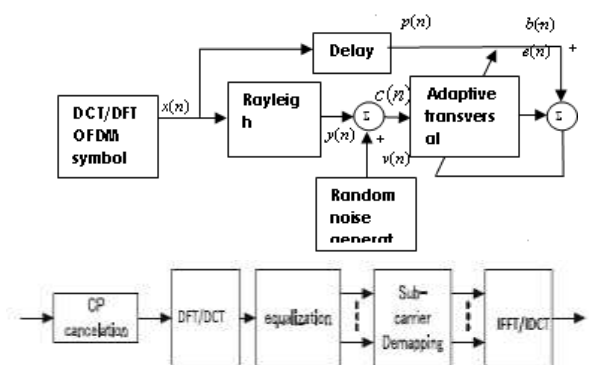 p(n)
b(n)
Delay
e(n) +
x(n)
C(n)
DCT/DFT
OFDM
symbol
Rayleig
h
Σ
Adaptive
transvers
al
Σ
y(n)
+
v(n)
Random
noise
generat
CP
cancelation
DFT/DCT
equalization
Sub-
carrier
Demapping
IFFT/IDCT